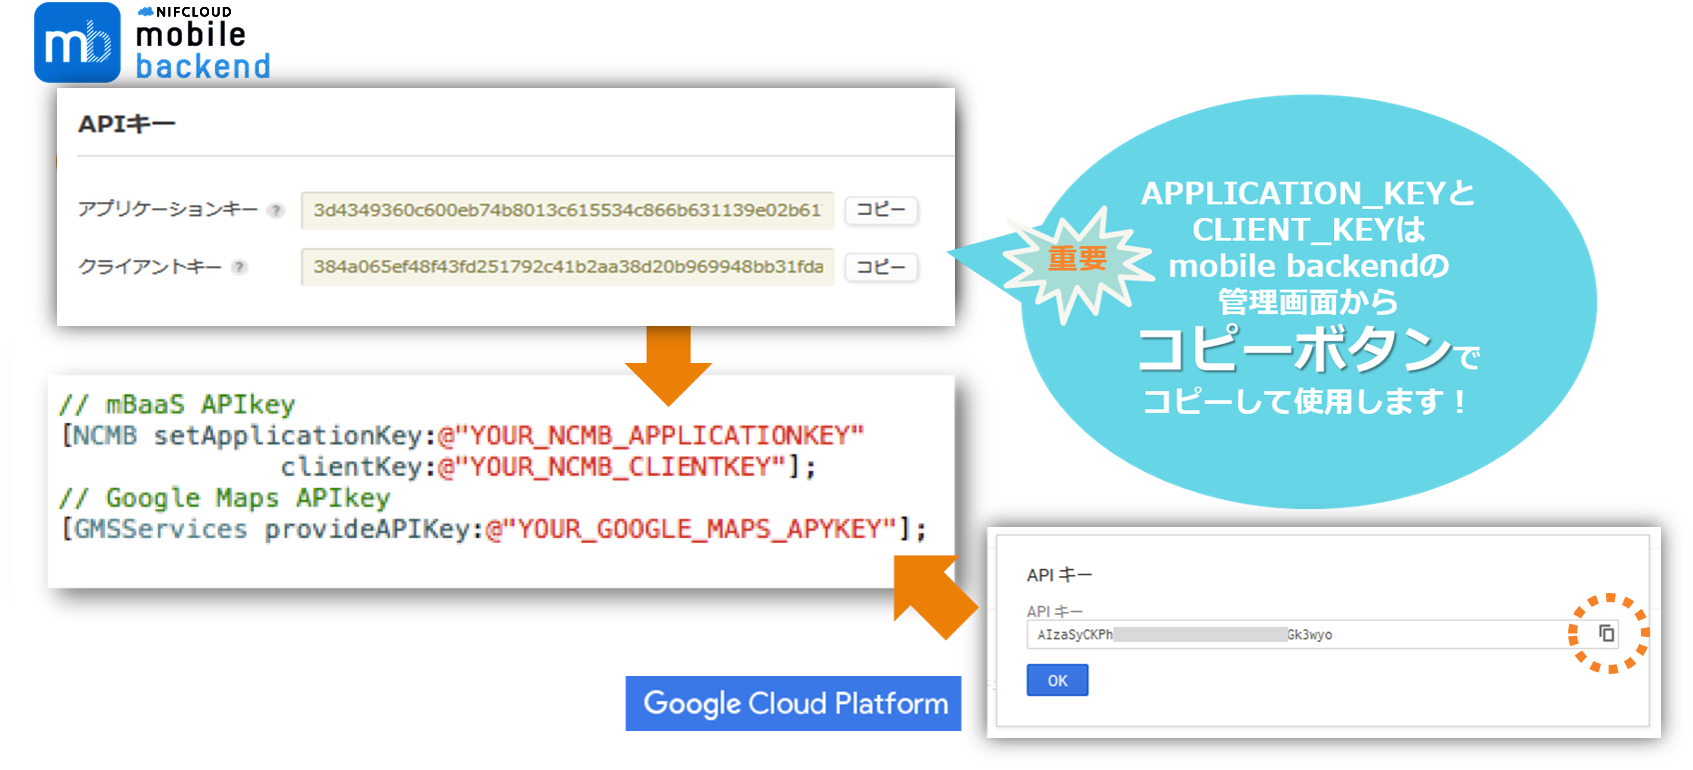 mb
NIFCLOUD
mobile
backend
APIキー
アプリケーションキー ? 3d4349360c600eb74b8013c615534c866b631139e02b61 コピー
クライアントキー ? 384a065ef48f43fd251792c41b2aa38d20b969948bb31fda コピー
重要
APPLICATION_KEYと
CLIENT_KEYは
mobile backendの
管理画面から
コピーボタンで
コピーして使用します！
// mBaaS APIkey
[NCMB setApplicationKey:@"YOUR_NCMB_APPLICATIONKEY"
clientKey:@"YOUR_NCMB_CLIENTKEY"];
// Google Maps APIkey
[GMSServices provideAPIKey:@"YOUR_GOOGLE_MAPS_APYKEY"];
API キー
API キー
AIzaSyCKPh Gk3wyo
OK
Google Cloud Platform